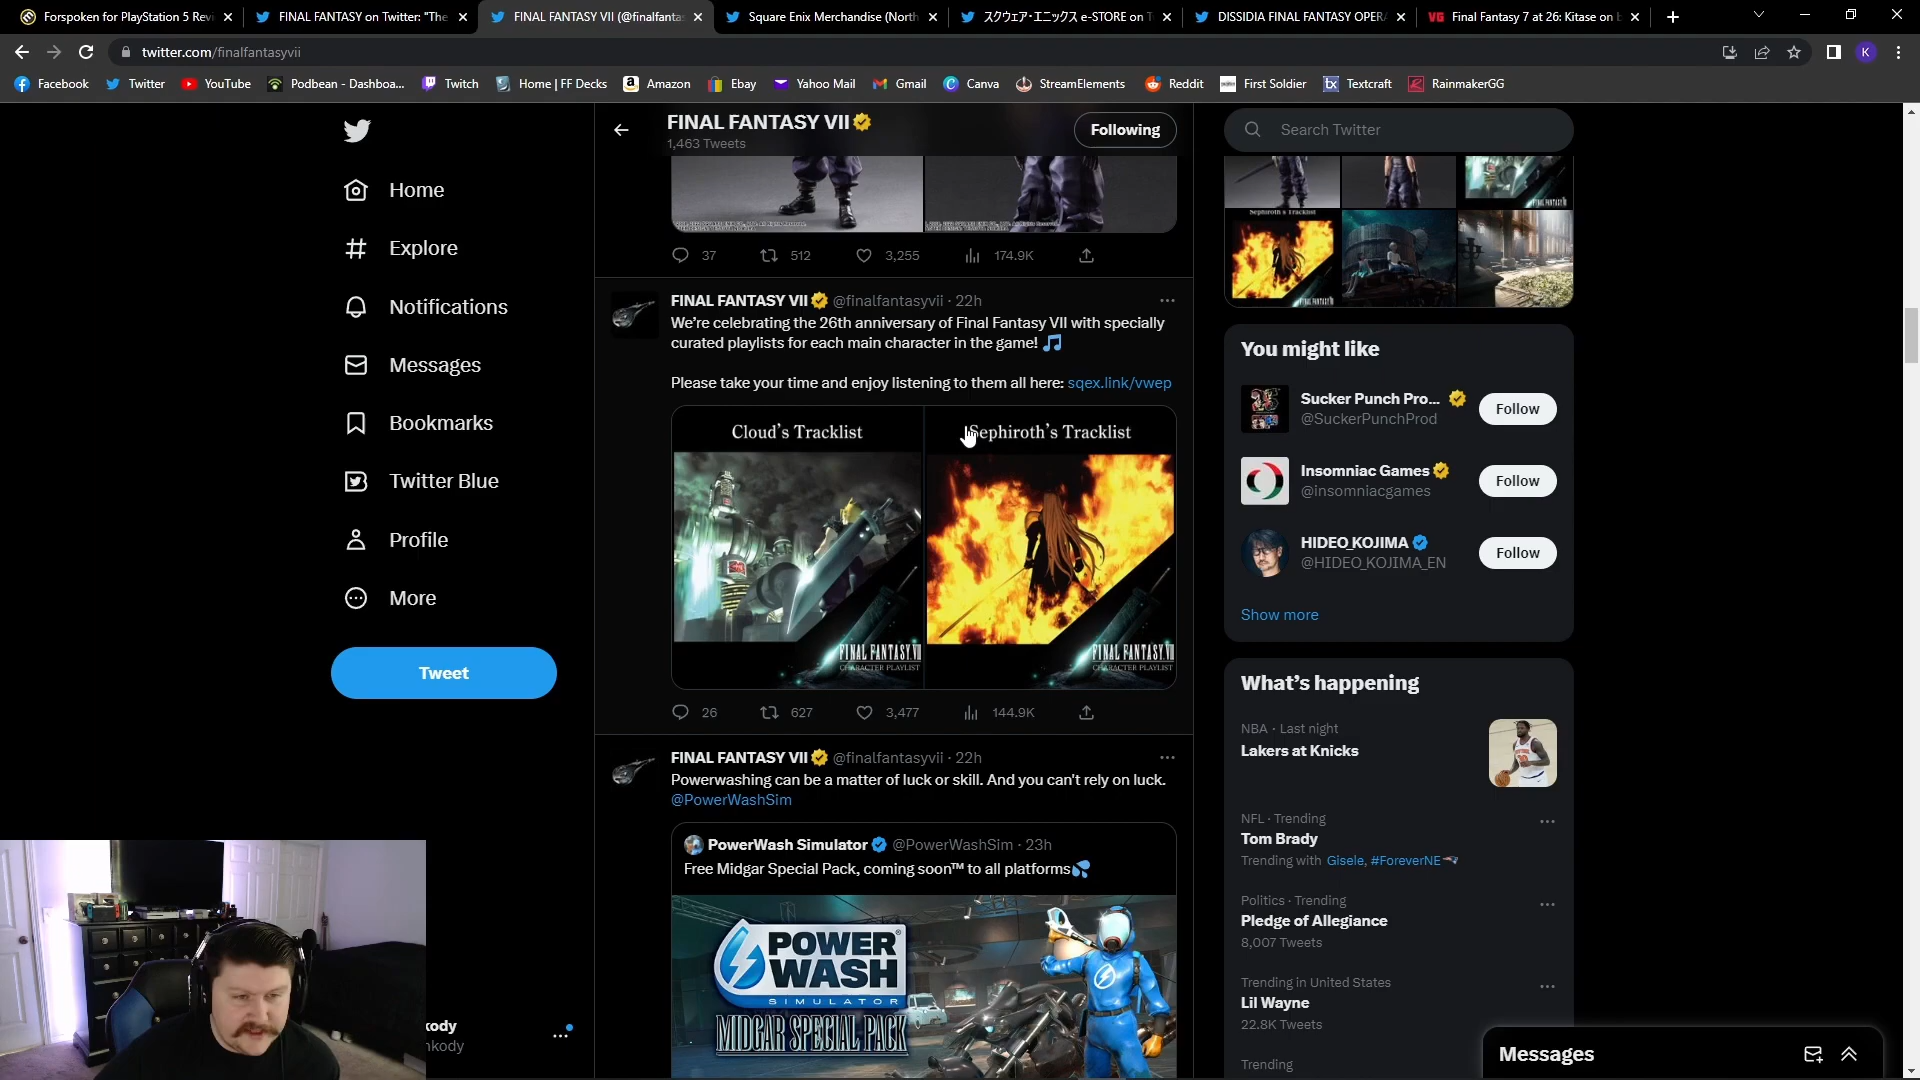 Forspoken for PlayStation 5 Revi
FINAL FANTASY on Twitter: "The
FINAL FANTASY VII (@finalfanta
Square Enix Merchandise (North
スクウェア・エニックス e-STORE on T
DISSIDIA FINAL FANTASY OPERA
VG Final Fantasy 7 at 26: Kitase on b
twitter.com/finalfantasyvii
K
Facebook
Twitter
YouTube
Podbean - Dashboa...
Twitch
Home | FF Decks
Amazon
Ebay
Yahoo Mail
Gmail
Canva
StreamElements
Reddit
First Soldier
tx Textcraft
RainmakerGG
Home
Explore
Notifications
Messages
Bookmarks
Twitter Blue
Profile
More
Tweet
kody
nkody
FINAL FANTASY VII
1,463 Tweets
Following
37
512
3,255
174.9K
FINAL FANTASY VII @finalfantasyvii · 22h
We're celebrating the 26th anniversary of Final Fantasy VII with specially
curated playlists for each main character in the game!
Please take your time and enjoy listening to them all here: sqex.link/vwep
Cloud's Tracklist
FINAL FANTASY VII
CHARACTER PLAYLIST
Sephiroth's Tracklist
FINAL FANTASY VII
CHARACTER PLAYLIST
26
627
3,477
144.9K
FINAL FANTASY VII @finalfantasyvii · 22h
Powerwashing can be a matter of luck or skill. And you can't rely on luck.
@PowerWashSim
PowerWash Simulator @PowerWashSim · 23h
Free Midgar Special Pack, coming soon™ to all platforms
POWER
WASH
SIMULATOR
MIDGAR SPECIAL PACK
Search Twitter
Sephiroth's Tracklist
You might like
Sucker Punch Pro...
@SuckerPunchProd
Follow
Insomniac Games
@insomniacgames
Follow
HIDEO_KOJIMA
@HIDEO_KOJIMA_EN
Follow
Show more
What's happening
NBA · Last night
Lakers at Knicks
NFL · Trending
Tom Brady
Trending with Gisele, #ForeverNE
Politics · Trending
Pledge of Allegiance
8,007 Tweets
Trending in United States
Lil Wayne
22.8K Tweets
Trending
Messages